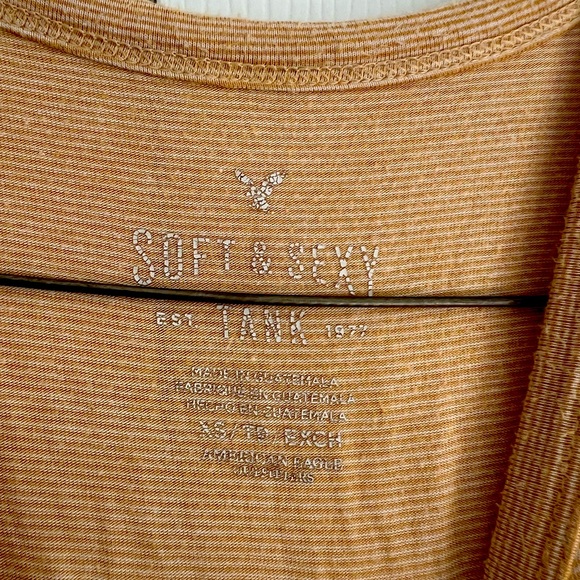 SOFT & SEXY
EST. TANK 1977
MADE IN GUATEMALA
FABRIQUE EN GUATEMALA
HECHO EN GUATEMALA
XS/TP/EXCH
AMERICAN EAGLE
OUTFITTERS